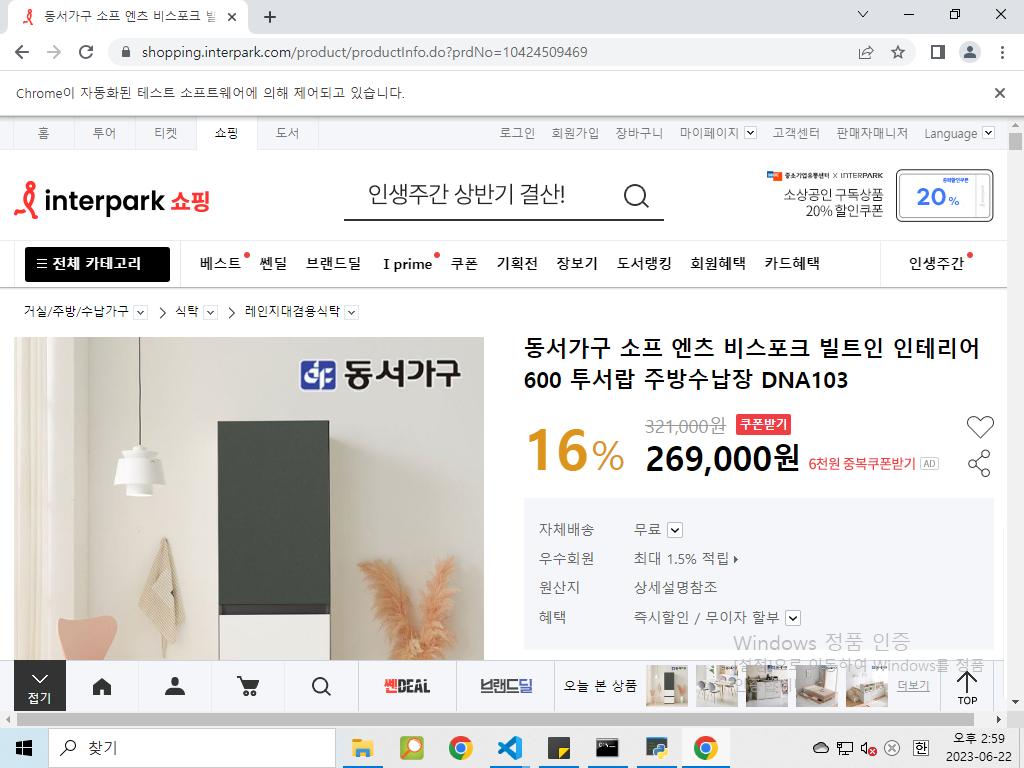 동서가구 소프 엔츠 비스포크 빌
shopping.interpark.com/product/productInfo.do?prdNo=10424509469
Chrome이 자동화된 테스트 소프트웨어에 의해 제어되고 있습니다.
홈 투어 티켓 쇼핑 도서 로그인 회원가입 장바구니 마이페이지 고객센터 판매자매니저 Language
interpark 쇼핑
인생주간 상반기 결산!
중소기업유통센터 X INTERPARK
소상공인 구독상품
20% 할인쿠폰
20%
전체 카테고리 베스트 쎈딜 브랜드딜 I prime 쿠폰 기획전 장보기 도서랭킹 회원혜택 카드혜택 인생주간
거실/주방/수납가구 식탁 레인지대겸용식탁
동서가구
동서가구 소프 엔츠 비스포크 빌트인 인테리어
600 투서랍 주방수납장 DNA103
16%
321,000원 쿠폰받기
269,000원 6천원 중복쿠폰받기 AD
자체배송 무료
우수회원 최대 1.5% 적립
원산지 상세설명참조
혜택 즉시할인 / 무이자 할부
Windows 정품 인증
[설정]으로 이동하여 Windows를 정품
접기
쎈DEAL
브랜드딜
오늘 본 상품
더보기
TOP
찾기
한
오후 2:59
2023-06-22